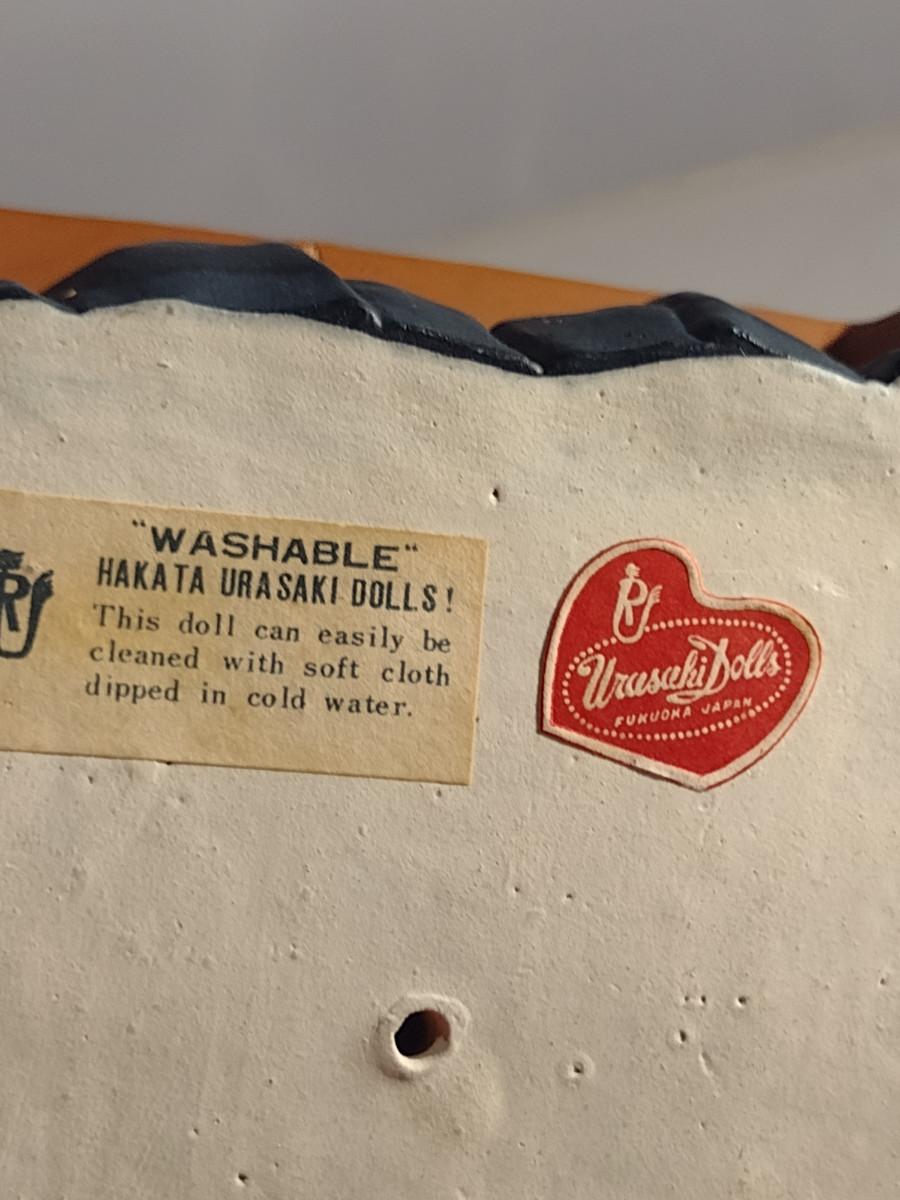 "WASHABLE"
HAKATA URASAKI DOLLS!
This doll can easily be
cleaned with soft cloth
dipped in cold water.
Urasaki Dolls
FUKUOKA JAPAN